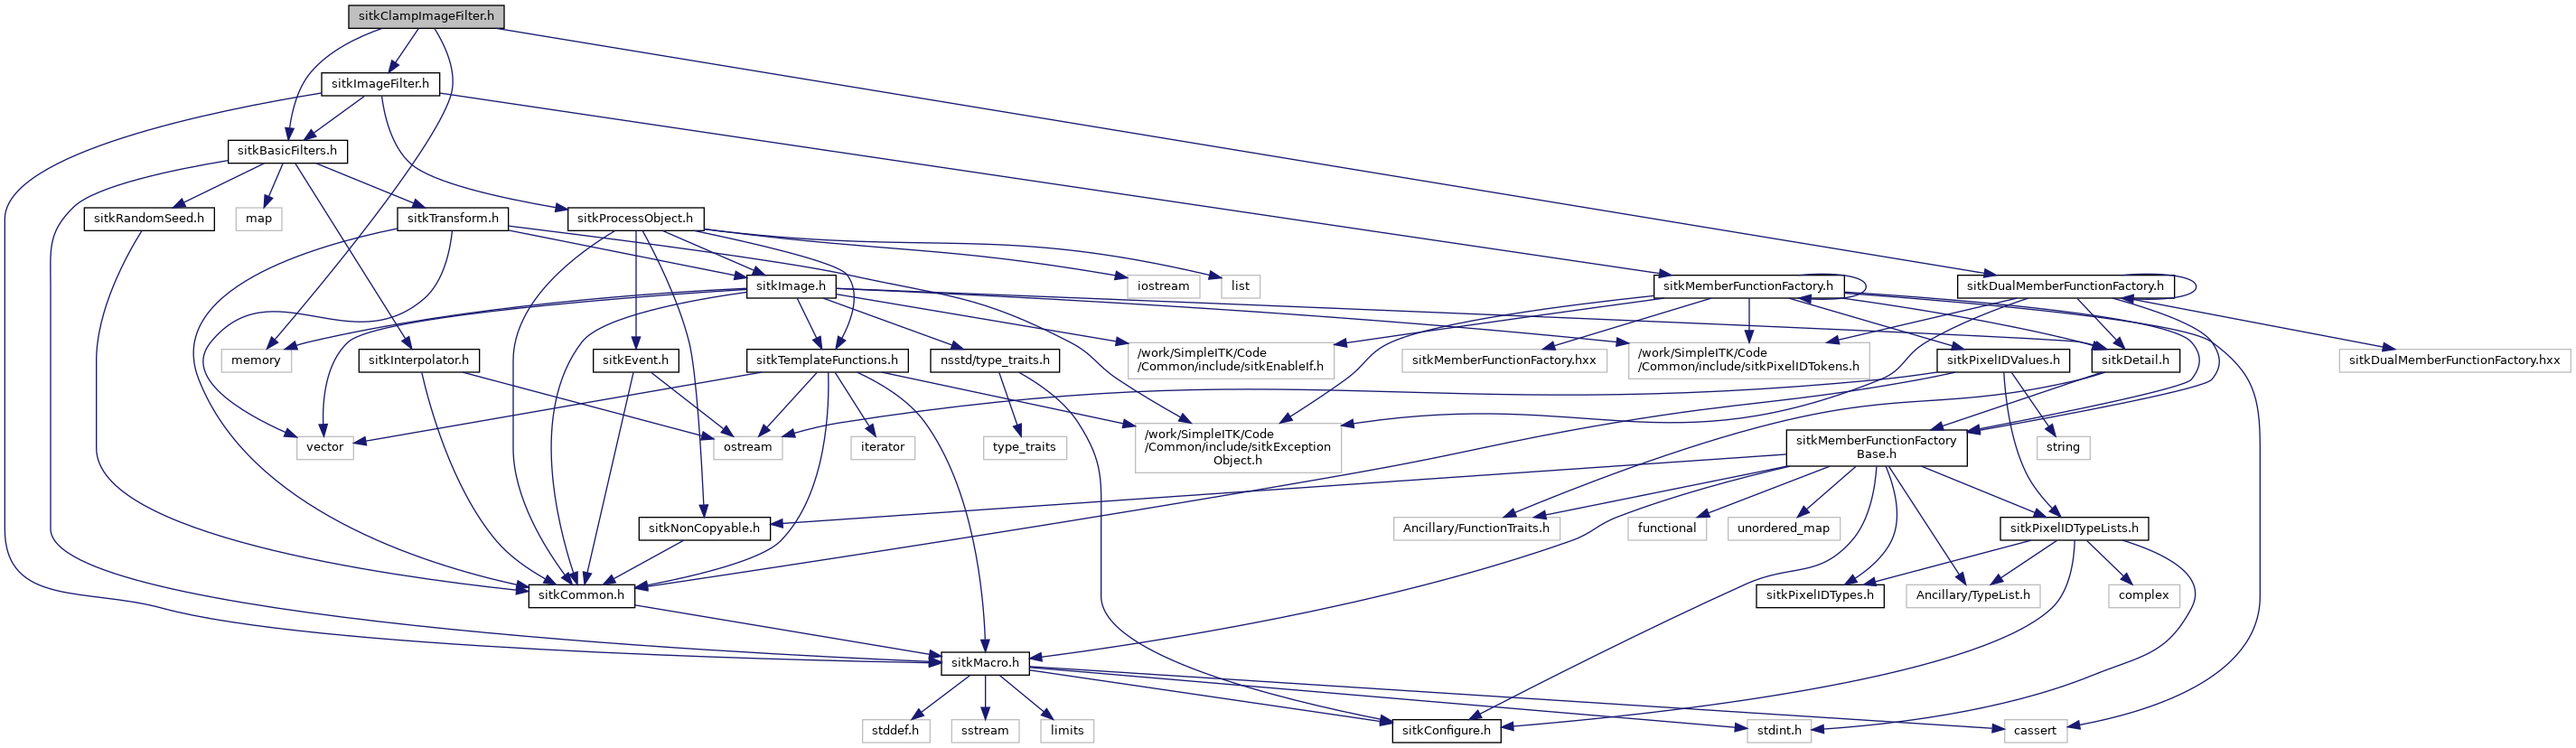 sitkClampImageFilter.h
sitkImageFilter.h
sitkBasicFilters.h
sitkRandomSeed.h
map
sitkTransform.h
sitkProcessObject.h
sitkImage.h
iostream
list
sitkMemberFunctionFactory.h
sitkDualMemberFunctionFactory.h
memory
sitkInterpolator.h
sitkEvent.h
sitkTemplateFunctions.h
nsstd/type_traits.h
/work/SimpleITK/Code
/Common/include/sitkEnableIf.h
sitkMemberFunctionFactory.hxx
/work/SimpleITK/Code
/Common/include/sitkPixelIDTokens.h
sitkPixelIDValues.h
sitkDetail.h
sitkDualMemberFunctionFactory.hxx
vector
ostream
iterator
type_traits
/work/SimpleITK/Code
/Common/include/sitkException
Object.h
sitkMemberFunctionFactory
Base.h
string
sitkNonCopyable.h
Ancillary/FunctionTraits.h
functional
unordered_map
sitkPixelIDTypeLists.h
sitkCommon.h
sitkPixelIDTypes.h
Ancillary/TypeList.h
complex
sitkMacro.h
stddef.h
sstream
limits
sitkConfigure.h
stdint.h
cassert